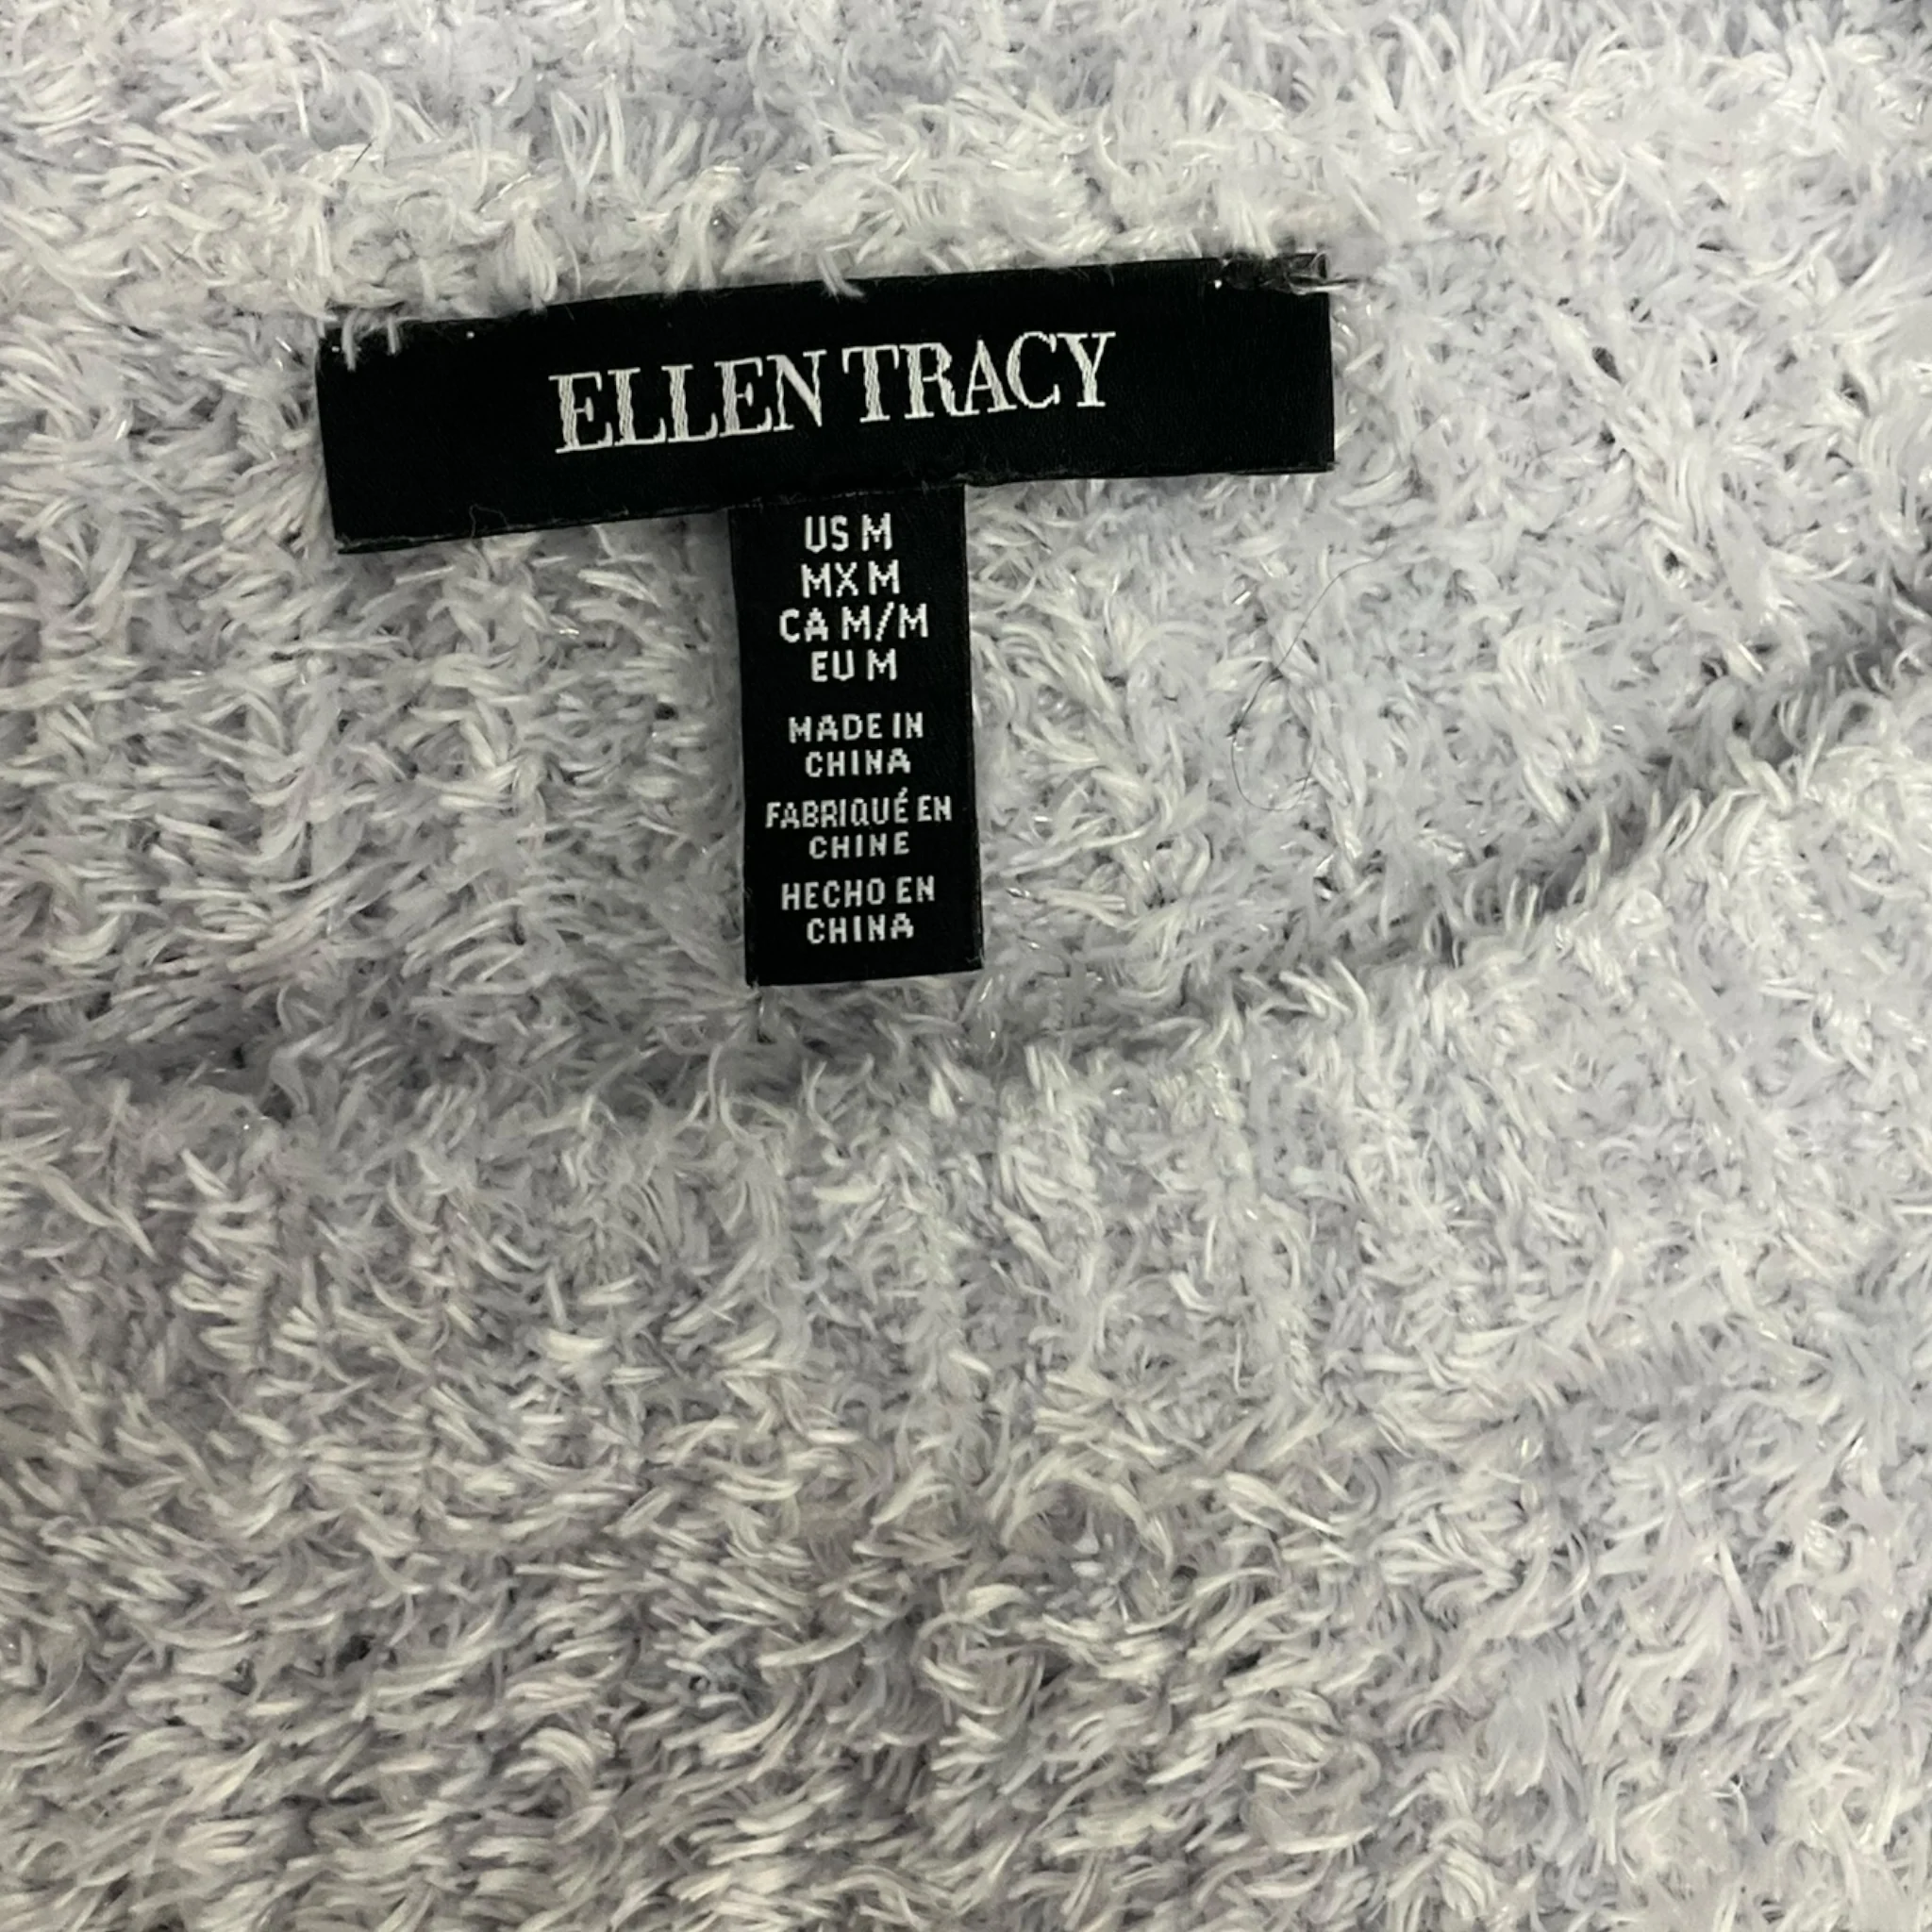 ELLEN TRACY
US M
MX M
CA M/M
EU M
MADE IN
CHINA
FABRIQUÉ EN
CHINE
HECHO EN
CHINA